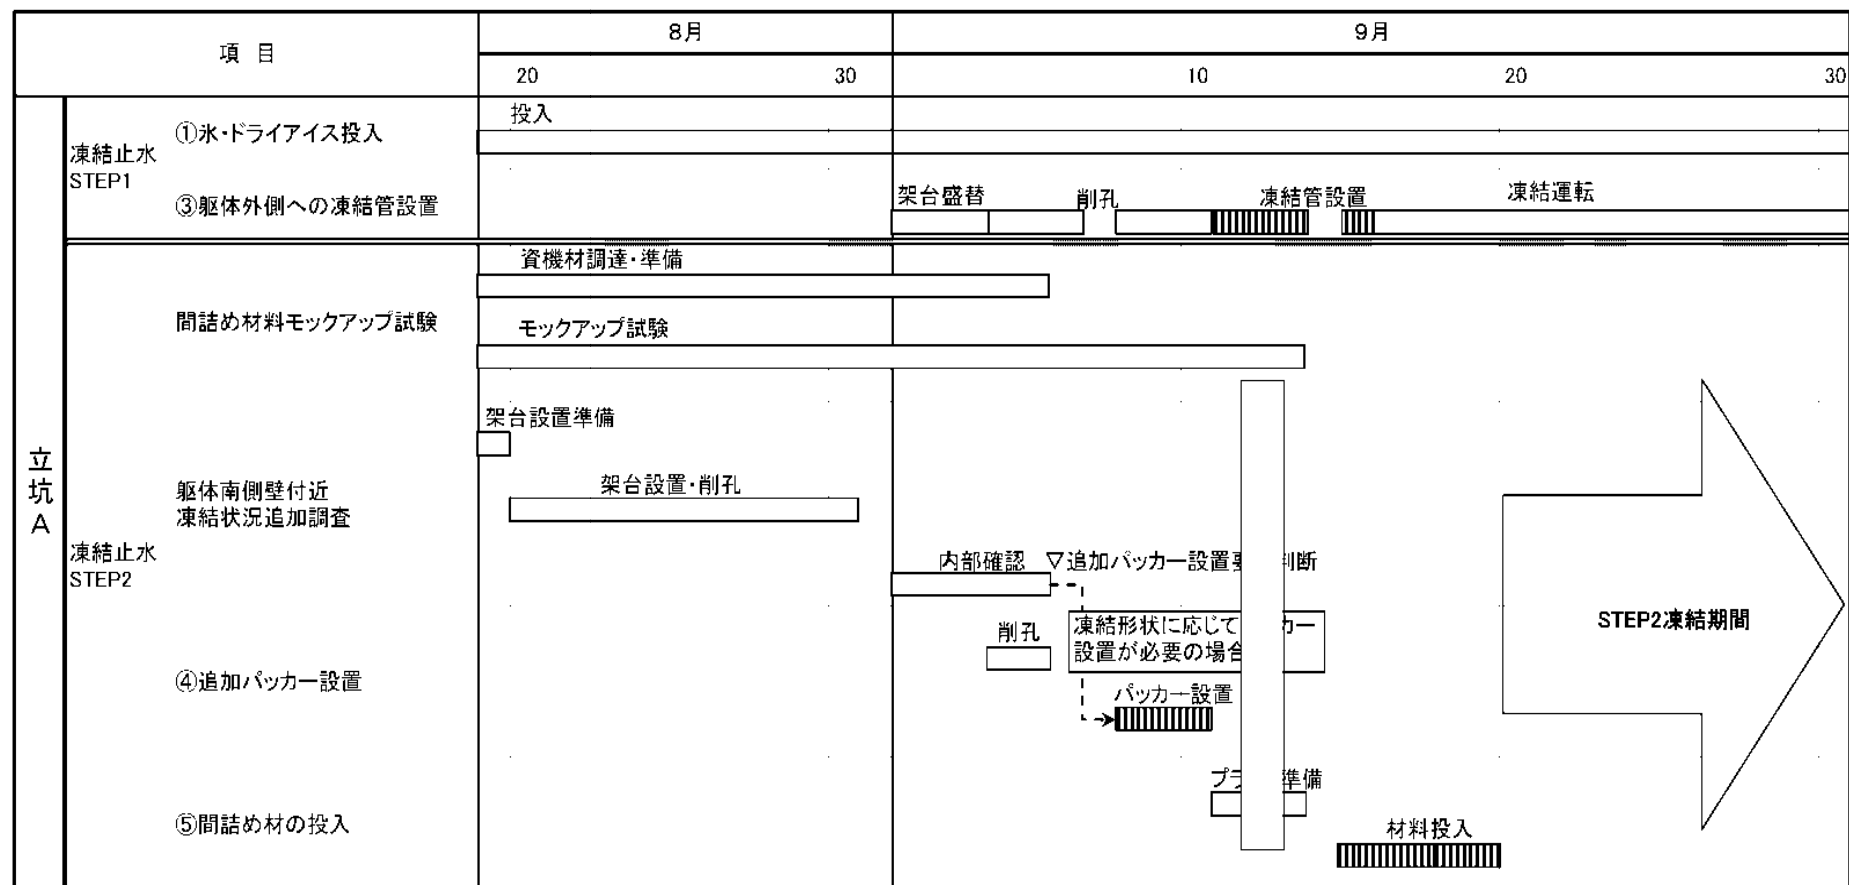 項 目
8月
9月
20
30
10
20
30
立坑A
凍結止水
STEP1
①氷・ドライアイス投入
投入
③躯体外側への凍結管設置
架台盛替
削孔
凍結管設置
凍結運転
凍結止水
STEP2
間詰め材料モックアップ試験
資機材調達・準備
モックアップ試験
躯体南側壁付近
凍結状況追加調査
架台設置準備
架台設置・削孔
内部確認
▽追加パッカー設置要 判断
④追加パッカー設置
削孔
凍結形状に応じて カー
設置が必要の場合
パッカー設置
⑤間詰め材の投入
プラ 準備
材料投入
STEP2凍結期間